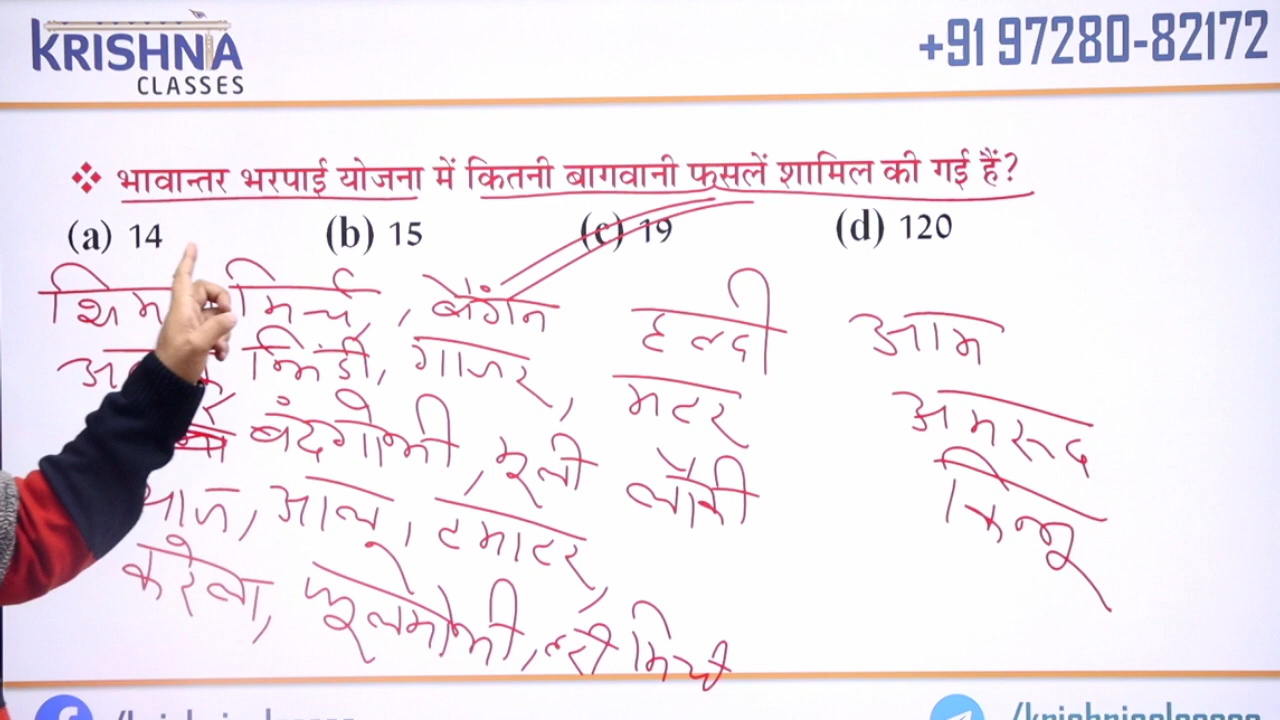 KRISHNA
CLASSES
+91 97280-82172
❖ भावान्तर भरपाई योजना में कितनी बागवानी फसलें शामिल की गई हैं?
(a) 14 (b) 15 (c) 19 (d) 120
शिम मिर्च, बैंगन हल्दी आम
भिंडी, गाजर, मटर अमरूद
बंदगोभी, मूली लौकी किन्नू
आलू, टमाटर,
करेला, फूलगोभी, हरी मिर्च